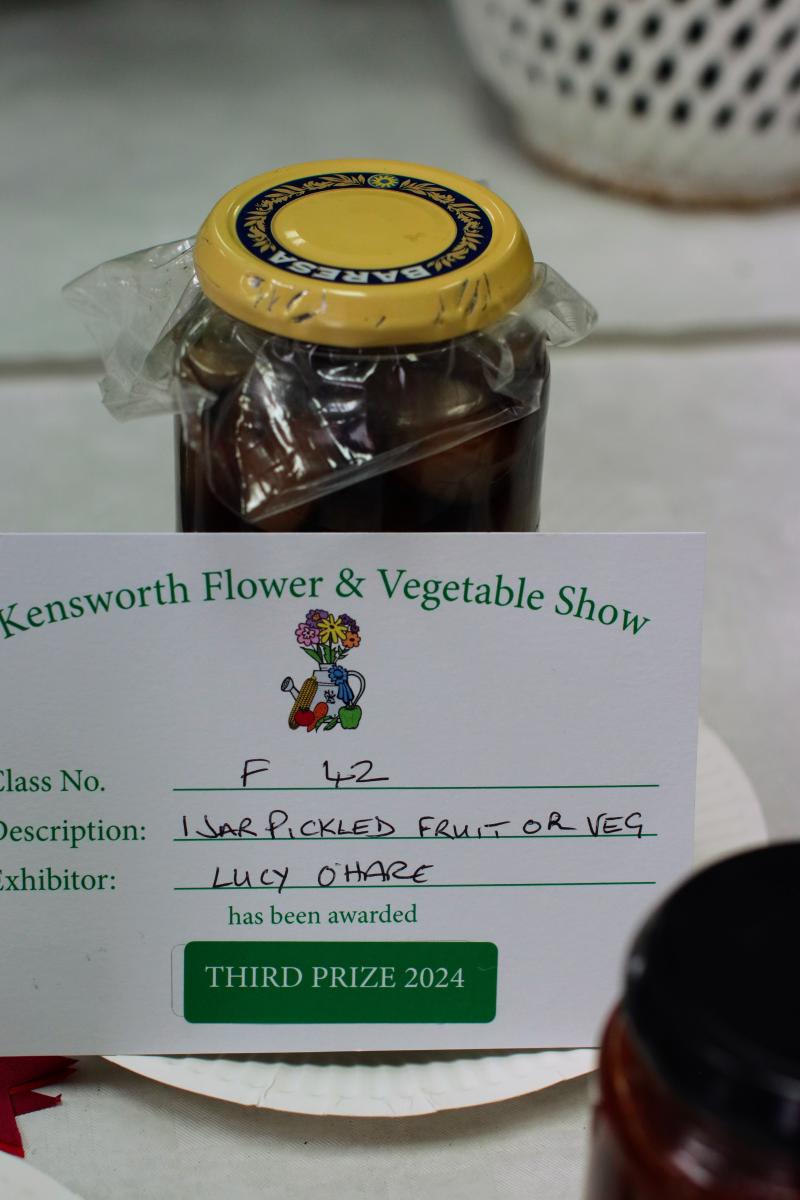 BARESA
Kensworth Flower & Vegetable Show
Class No. F 42
Description: 1 JAR PICKLED FRUIT OR VEG
Exhibitor: LUCY O'HARE
has been awarded
THIRD PRIZE 2024